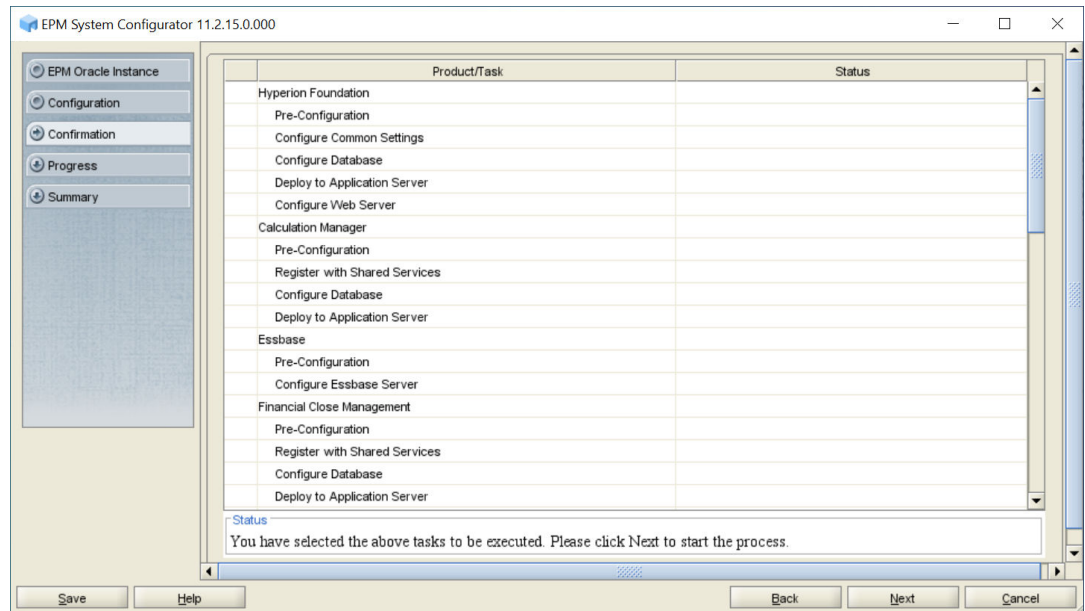 EPM System Configurator 11.2.15.0.000
EPM Oracle Instance
Configuration
Confirmation
Progress
Summary
Product/Task Status
Hyperion Foundation
Pre-Configuration
Configure Common Settings
Configure Database
Deploy to Application Server
Configure Web Server
Calculation Manager
Pre-Configuration
Register with Shared Services
Configure Database
Deploy to Application Server
Essbase
Pre-Configuration
Configure Essbase Server
Financial Close Management
Pre-Configuration
Register with Shared Services
Configure Database
Deploy to Application Server
Status
You have selected the above tasks to be executed. Please click Next to start the process.
Save Help Back Next Cancel